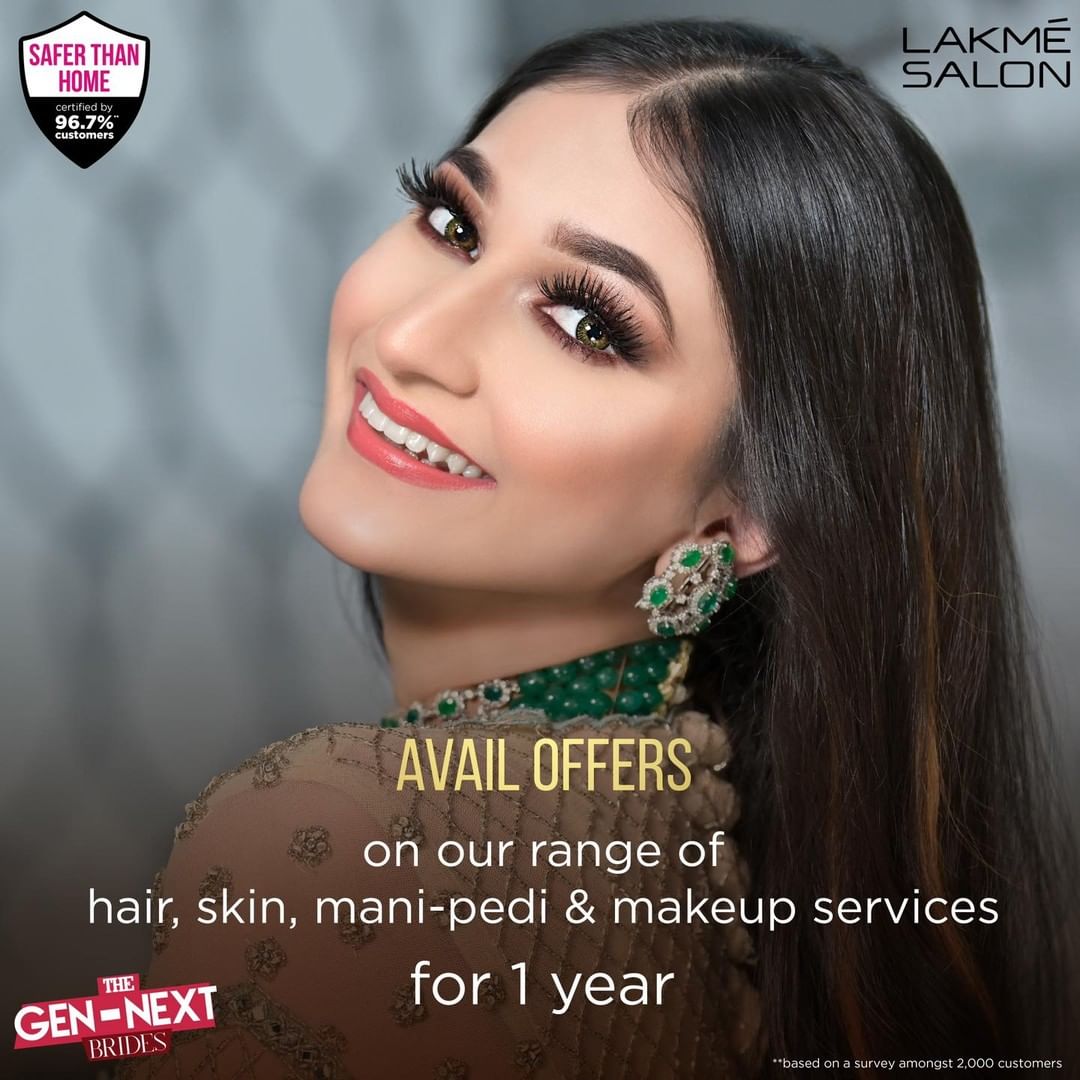 SAFER THAN
HOME
certified by
96.7%**
customers
LAKMÉ
SALON
AVAIL OFFERS
on our range of
hair, skin, mani-pedi & makeup services
for 1 year
THE
GEN-NEXT
BRIDES
**based on a survey amongst 2,000 customers